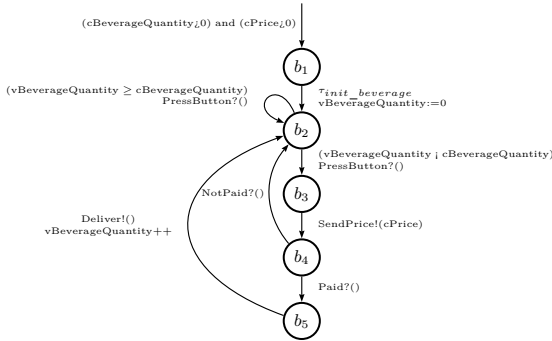 (cBeverageQuantity¿0) and (cPrice¿0)
b1
τinit_beverage
vBeverageQuantity:=0
(vBeverageQuantity ≥ cBeverageQuantity)
PressButton?()
b2
(vBeverageQuantity ¡ cBeverageQuantity)
PressButton?()
NotPaid?()
b3
Deliver!()
vBeverageQuantity++
SendPrice!(cPrice)
b4
Paid?()
b5